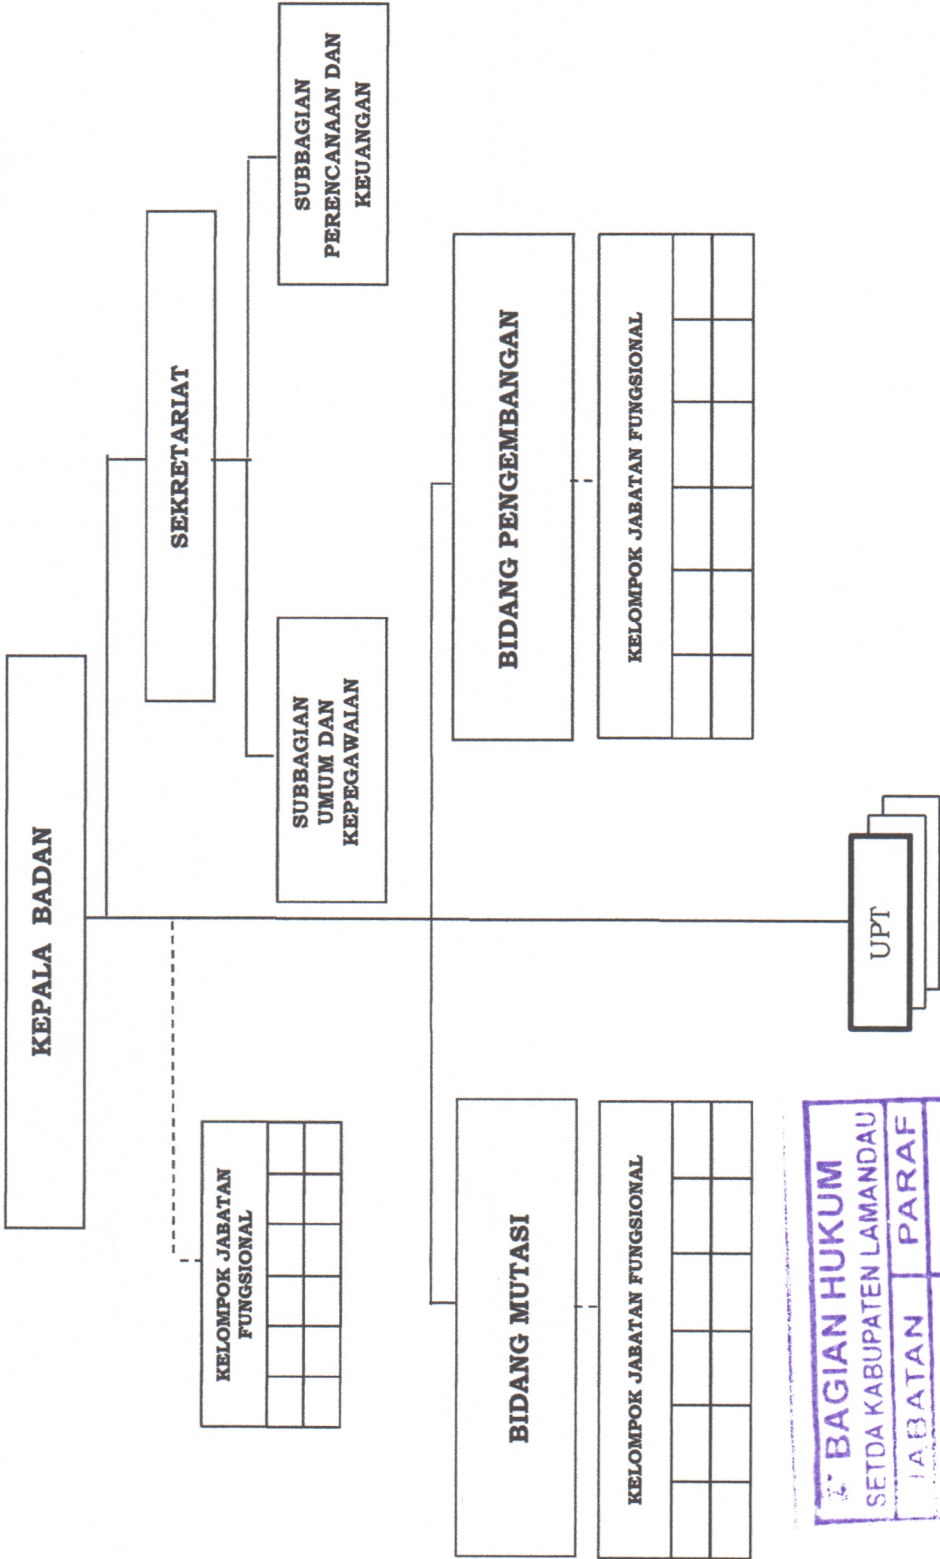 KEPALA BADAN
SEKRETARIAT
KELOMPOK JABATAN
FUNGSIONAL
SUBBAGIAN
UMUM DAN
KEPEGAWAIAN
SUBBAGIAN
PERENCANAAN DAN
KEUANGAN
BIDANG MUTASI
BIDANG PENGEMBANGAN
KELOMPOK JABATAN FUNGSIONAL
KELOMPOK JABATAN FUNGSIONAL
UPT
BAGIAN HUKUM
SETDA KABUPATEN LAMANDAU
JABATAN PARAF